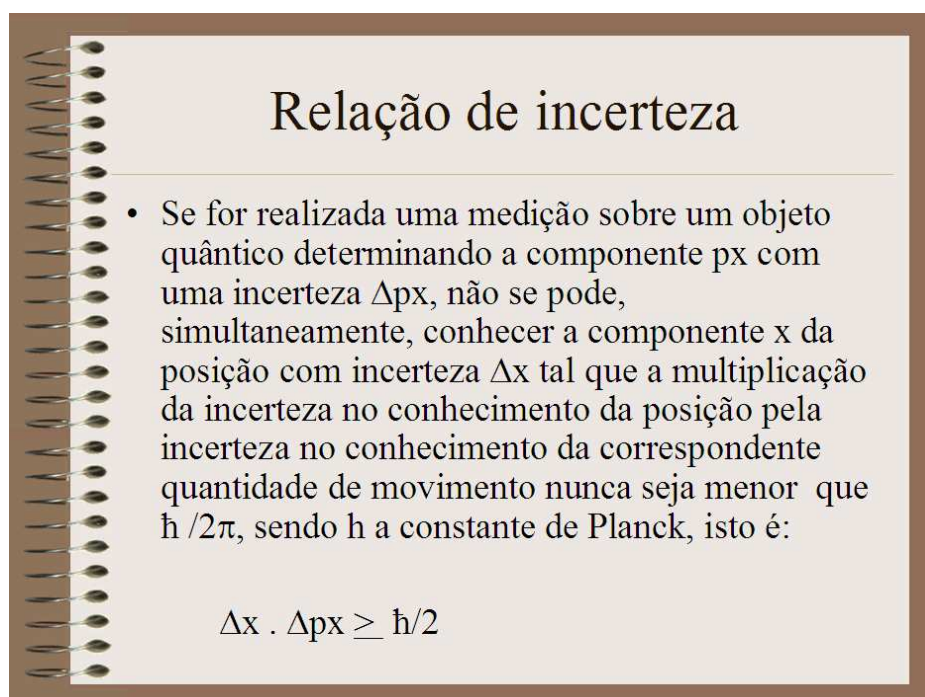 Relação de incerteza
• Se for realizada uma medição sobre um objeto
quântico determinando a componente px com
uma incerteza Δpx, não se pode,
simultaneamente, conhecer a componente x da
posição com incerteza Δx tal que a multiplicação
da incerteza no conhecimento da posição pela
incerteza no conhecimento da correspondente
quantidade de movimento nunca seja menor que
ħ /2π, sendo h a constante de Planck, isto é:
Δx . Δpx ≥ ħ/2